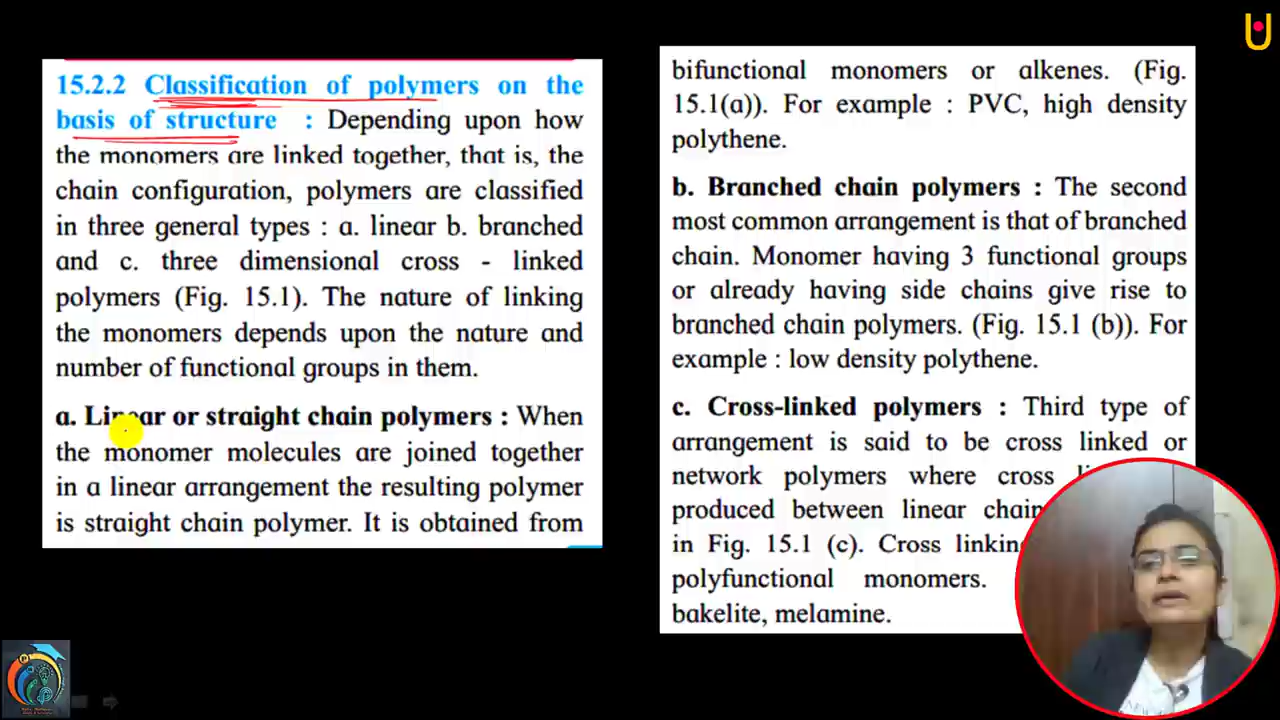 15.2.2 Classification of polymers on the
basis of structure : Depending upon how
the monomers are linked together, that is, the
chain configuration, polymers are classified
in three general types : a. linear b. branched
and c. three dimensional cross - linked
polymers (Fig. 15.1). The nature of linking
the monomers depends upon the nature and
number of functional groups in them.
a. Linear or straight chain polymers : When
the monomer molecules are joined together
in a linear arrangement the resulting polymer
is straight chain polymer. It is obtained from
bifunctional monomers or alkenes. (Fig.
15.1(a)). For example : PVC, high density
polythene.
b. Branched chain polymers : The second
most common arrangement is that of branched
chain. Monomer having 3 functional groups
or already having side chains give rise to
branched chain polymers. (Fig. 15.1 (b)). For
example : low density polythene.
c. Cross-linked polymers : Third type of
arrangement is said to be cross linked or
network polymers where cross
produced between linear
in Fig. 15.1 (c). Cross
polyfunctional monomers.
bakelite, melamine.